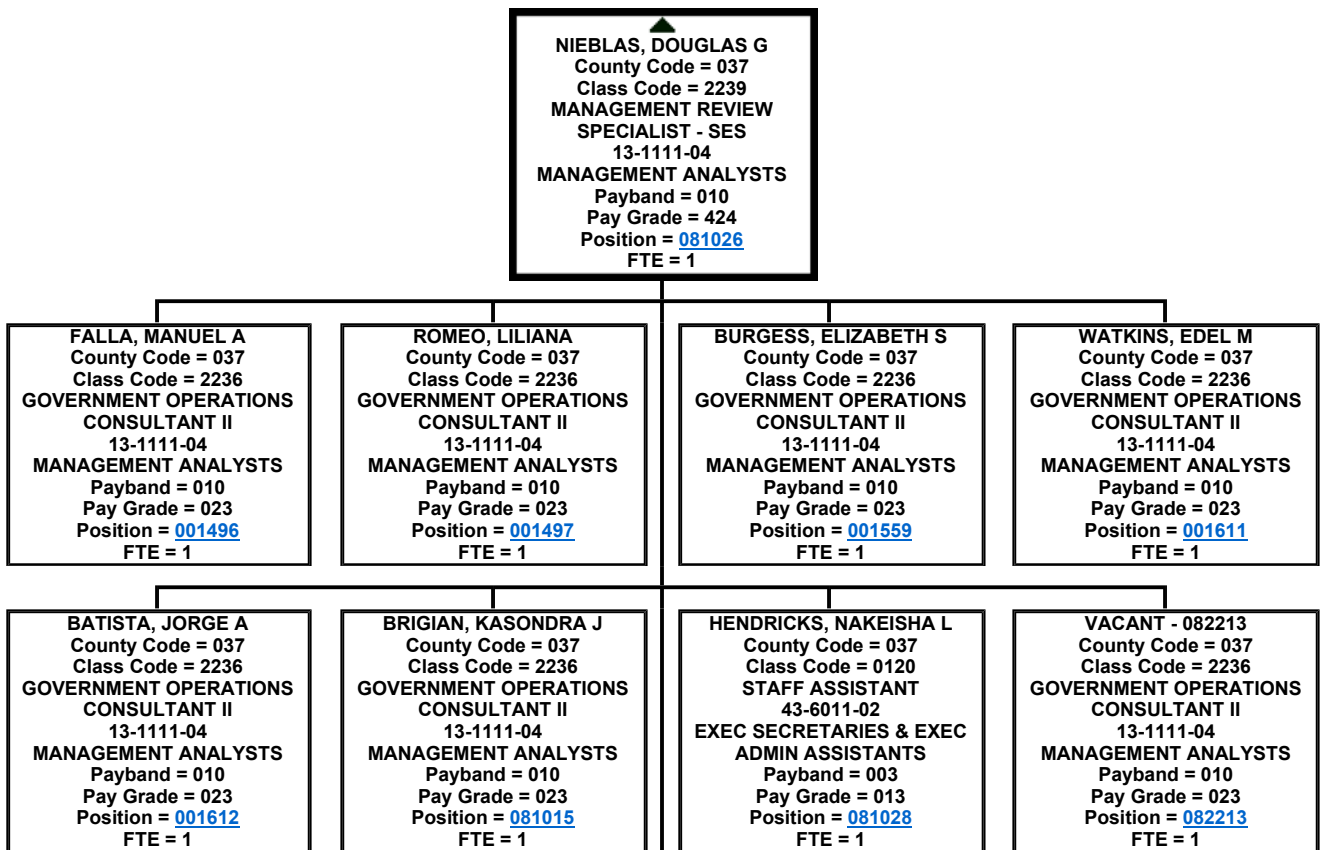 NIEBLAS, DOUGLAS G
County Code = 037
Class Code = 2239
MANAGEMENT REVIEW
SPECIALIST - SES
13-1111-04
MANAGEMENT ANALYSTS
Payband = 010
Pay Grade = 424
Position = 081026
FTE = 1
FALLA, MANUEL A
County Code = 037
Class Code = 2236
GOVERNMENT OPERATIONS
CONSULTANT II
13-1111-04
MANAGEMENT ANALYSTS
Payband = 010
Pay Grade = 023
Position = 001496
FTE = 1
ROMEO, LILIANA
County Code = 037
Class Code = 2236
GOVERNMENT OPERATIONS
CONSULTANT II
13-1111-04
MANAGEMENT ANALYSTS
Payband = 010
Pay Grade = 023
Position = 001497
FTE = 1
BURGESS, ELIZABETH S
County Code = 037
Class Code = 2236
GOVERNMENT OPERATIONS
CONSULTANT II
13-1111-04
MANAGEMENT ANALYSTS
Payband = 010
Pay Grade = 023
Position = 001559
FTE = 1
WATKINS, EDEL M
County Code = 037
Class Code = 2236
GOVERNMENT OPERATIONS
CONSULTANT II
13-1111-04
MANAGEMENT ANALYSTS
Payband = 010
Pay Grade = 023
Position = 001611
FTE = 1
BATISTA, JORGE A
County Code = 037
Class Code = 2236
GOVERNMENT OPERATIONS
CONSULTANT II
13-1111-04
MANAGEMENT ANALYSTS
Payband = 010
Pay Grade = 023
Position = 001612
FTE = 1
BRIGIAN, KASONDRA J
County Code = 037
Class Code = 2236
GOVERNMENT OPERATIONS
CONSULTANT II
13-1111-04
MANAGEMENT ANALYSTS
Payband = 010
Pay Grade = 023
Position = 081015
FTE = 1
HENDRICKS, NAKEISHA L
County Code = 037
Class Code = 0120
STAFF ASSISTANT
43-6011-02
EXEC SECRETARIES & EXEC
ADMIN ASSISTANTS
Payband = 003
Pay Grade = 013
Position = 081028
FTE = 1
VACANT - 082213
County Code = 037
Class Code = 2236
GOVERNMENT OPERATIONS
CONSULTANT II
13-1111-04
MANAGEMENT ANALYSTS
Payband = 010
Pay Grade = 023
Position = 082213
FTE = 1